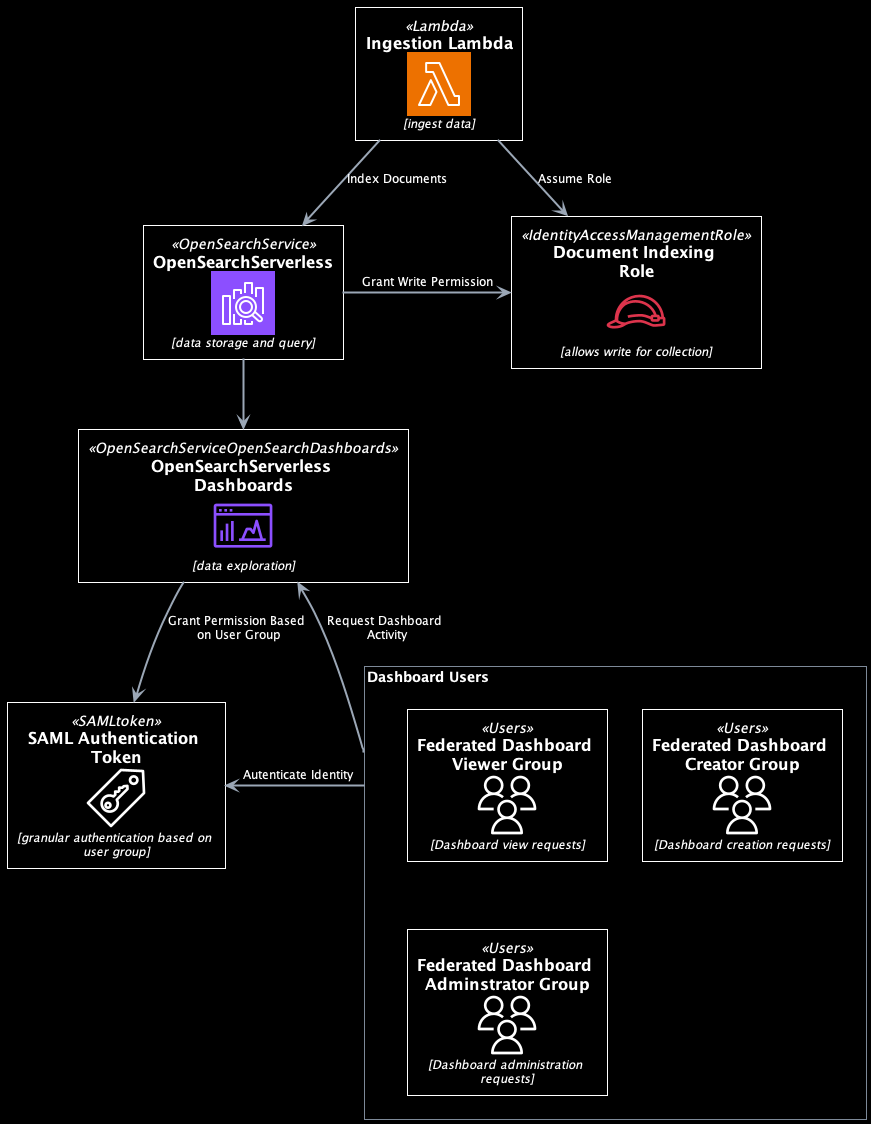 «Lambda»
Ingestion Lambda
[ingest data]
Index Documents
Assume Role
«OpenSearchService»
OpenSearchServerless
[data storage and query]
Grant Write Permission
«IdentityAccessManagementRole»
Document Indexing
Role
[allows write for collection]
«OpenSearchServiceOpenSearchDashboards»
OpenSearchServerless
Dashboards
[data exploration]
Grant Permission Based
on User Group
Request Dashboard
Activity
«SAMLtoken»
SAML Authentication
Token
[granular authentication based on
user group]
Autenticate Identity
Dashboard Users
«Users»
Federated Dashboard
Viewer Group
[Dashboard view requests]
«Users»
Federated Dashboard
Creator Group
[Dashboard creation requests]
«Users»
Federated Dashboard
Adminstrator Group
[Dashboard administration
requests]